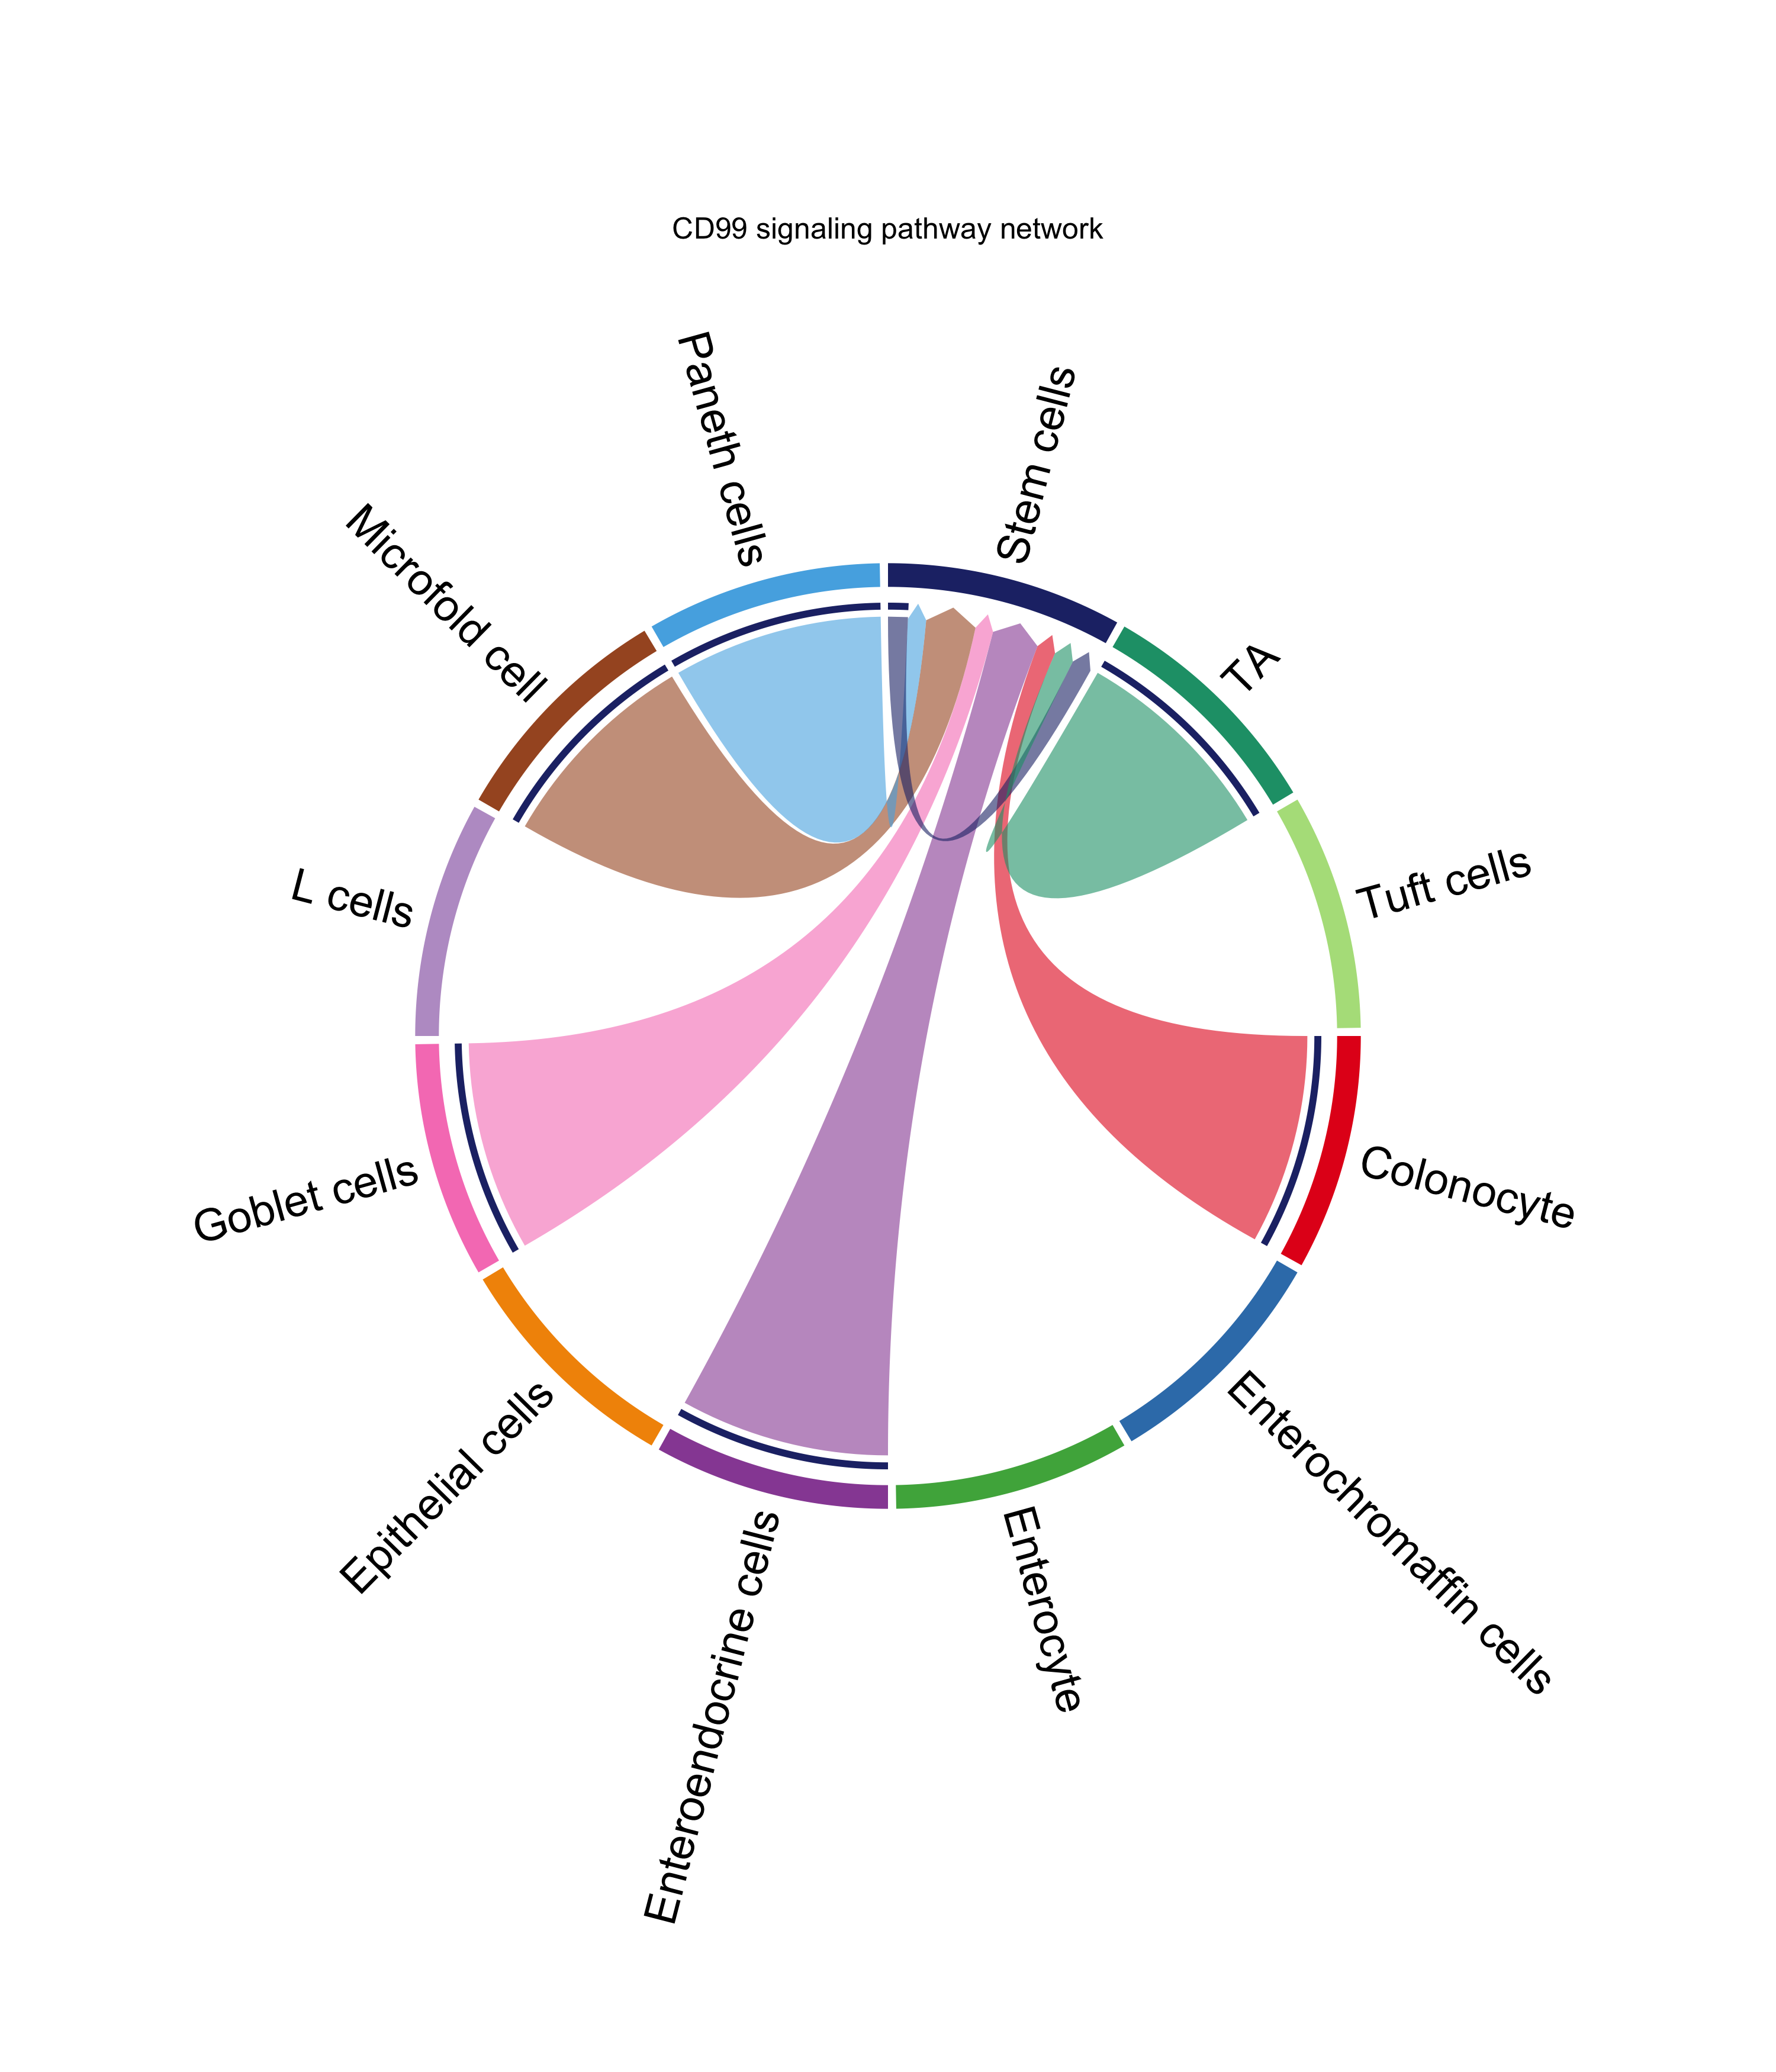 CD99 signaling pathway network
Paneth cells
Stem cells
Microfold cell
TA
L cells
Tuft cells
Goblet cells
Colonocyte
Epithelial cells
Enterochromaffin cells
Enteroendocrine cells
Enterocyte